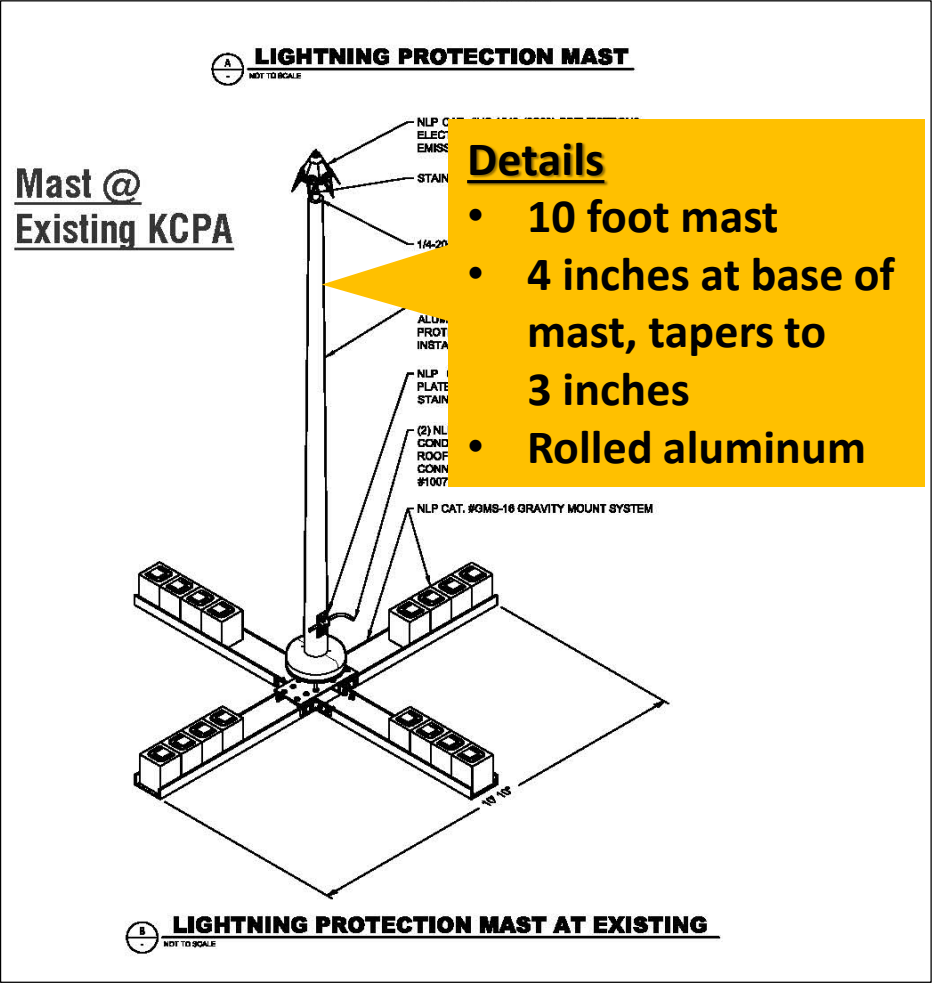 A
-
LIGHTNING PROTECTION MAST
NOT TO SCALE
Mast @
Existing KCPA
NLP
ELECT
EMISS
STAIN
1/4-20
Details
• 10 foot mast
• 4 inches at base of
mast, tapers to
3 inches
• Rolled aluminum
PROT
INSTA
NLP
PLATE
STAIN
(2) NL
COND
ROOF
CONN
#1007
NLP CAT. #GMS-16 GRAVITY MOUNT SYSTEM
10' 10"
B
-
LIGHTNING PROTECTION MAST AT EXISTING
NOT TO SCALE